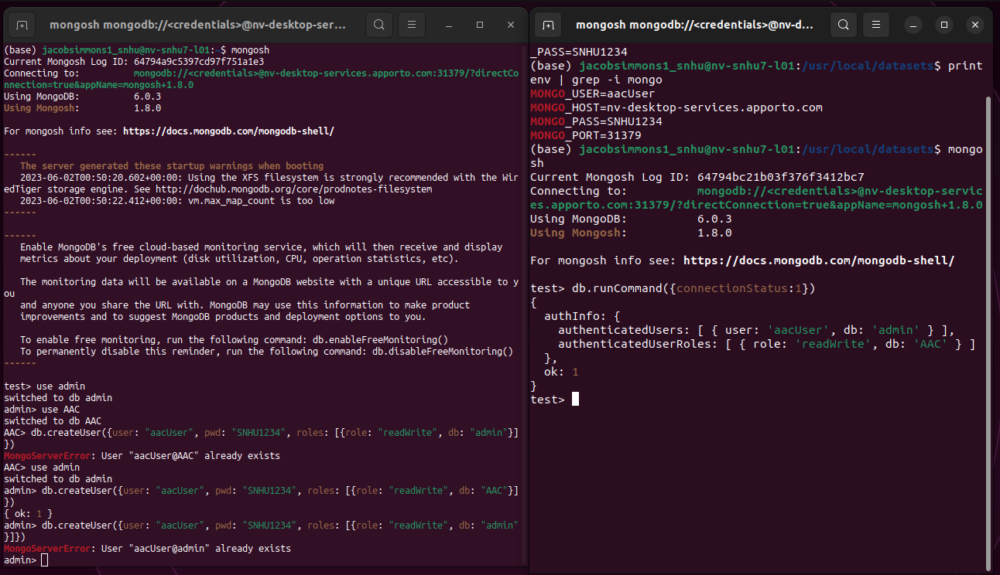 mongosh mongodb://<credentials>@nv-desktop-ser...
(base) jacobsimmons1_snhu@nv-snhu7-l01:~$ mongosh
Current Mongosh Log ID: 64794a9c5397cd97f751a1e3
Connecting to:          mongodb://<credentials>@nv-desktop-services.apporto.com:31379/?directCo
nnection=true&appName=mongosh+1.8.0
Using MongoDB:          6.0.3
Using Mongosh:          1.8.0
For mongosh info see: https://docs.mongodb.com/mongodb-shell/
------
   The server generated these startup warnings when booting
   2023-06-02T00:50:20.602+00:00: Using the XFS filesystem is strongly recommended with the Wir
edTiger storage engine. See http://dochub.mongodb.org/core/prodnotes-filesystem
   2023-06-02T00:50:22.412+00:00: vm.max_map_count is too low
------
------
   Enable MongoDB's free cloud-based monitoring service, which will then receive and display
   metrics about your deployment (disk utilization, CPU, operation statistics, etc).
   The monitoring data will be available on a MongoDB website with a unique URL accessible to y
ou
   and anyone you share the URL with. MongoDB may use this information to make product
   improvements and to suggest MongoDB products and deployment options to you.
   To enable free monitoring, run the following command: db.enableFreeMonitoring()
   To permanently disable this reminder, run the following command: db.disableFreeMonitoring()
------
test> use admin
switched to db admin
admin> use AAC
switched to db AAC
AAC> db.createUser({user: "aacUser", pwd: "SNHU1234", roles: [{role: "readWrite", db: "admin"}]
})
MongoServerError: User "aacUser@AAC" already exists
AAC> use admin
switched to db admin
admin> db.createUser({user: "aacUser", pwd: "SNHU1234", roles: [{role: "readWrite", db: "AAC"}]
})
{ ok: 1 }
admin> db.createUser({user: "aacUser", pwd: "SNHU1234", roles: [{role: "readWrite", db: "admin"
}]})
MongoServerError: User "aacUser@admin" already exists
admin>
mongosh mongodb://<credentials>@nv-d...
_PASS=SNHU1234
(base) jacobsimmons1_snhu@nv-snhu7-l01:/usr/local/datasets$ print
env | grep -i mongo
MONGO_USER=aacUser
MONGO_HOST=nv-desktop-services.apporto.com
MONGO_PASS=SNHU1234
MONGO_PORT=31379
(base) jacobsimmons1_snhu@nv-snhu7-l01:/usr/local/datasets$ mongo
sh
Current Mongosh Log ID: 64794bc21b03f376f3412bc7
Connecting to:          mongodb://<credentials>@nv-desktop-servic
es.apporto.com:31379/?directConnection=true&appName=mongosh+1.8.0
Using MongoDB:          6.0.3
Using Mongosh:          1.8.0
For mongosh info see: https://docs.mongodb.com/mongodb-shell/
test> db.runCommand({connectionStatus:1})
{
  authInfo: {
    authenticatedUsers: [ { user: 'aacUser', db: 'admin' } ],
    authenticatedUserRoles: [ { role: 'readWrite', db: 'AAC' } ]
  },
  ok: 1
}
test>